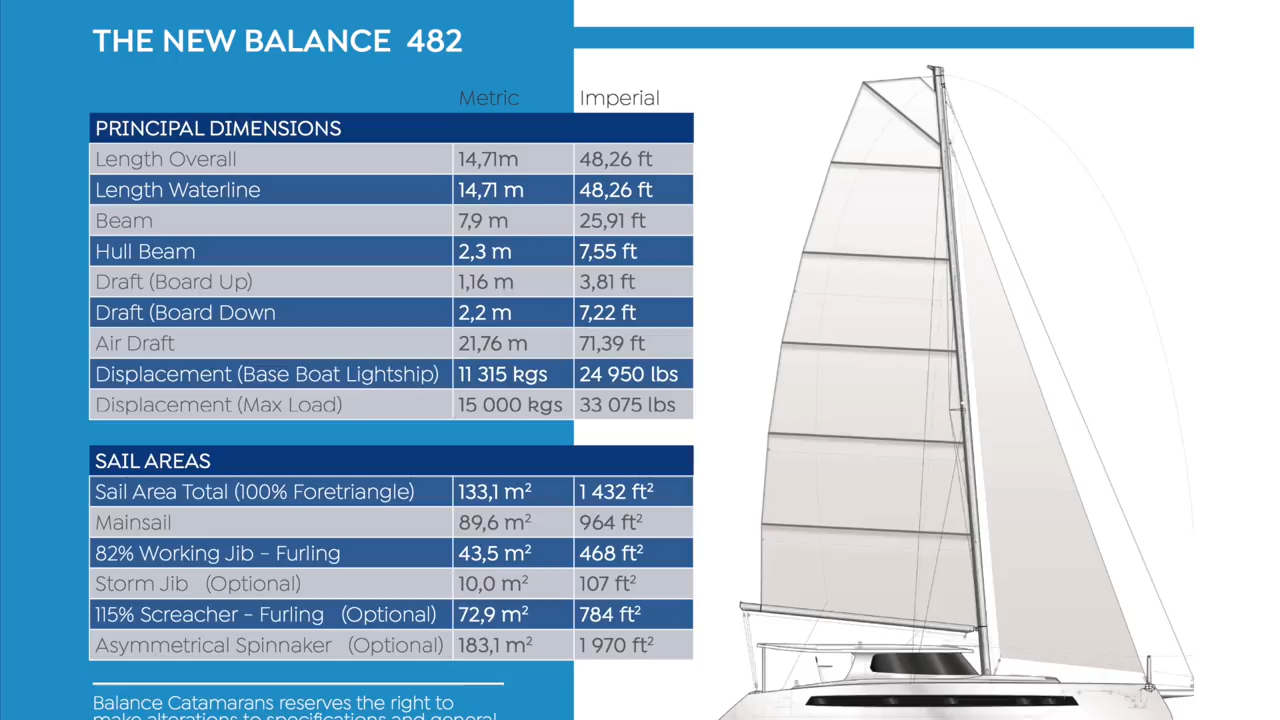 THE NEW BALANCE 482
Metric Imperial
PRINCIPAL DIMENSIONS
Length Overall 14,71m 48,26 ft
Length Waterline 14,71 m 48,26 ft
Beam 7,9 m 25,91 ft
Hull Beam 2,3 m 7,55 ft
Draft (Board Up) 1,16 m 3,81 ft
Draft (Board Down 2,2 m 7,22 ft
Air Draft 21,76 m 71,39 ft
Displacement (Base Boat Lightship) 11 315 kgs 24 950 lbs
Displacement (Max Load) 15 000 kgs 33 075 lbs
SAIL AREAS
Sail Area Total (100% Foretriangle) 133,1 m² 1 432 ft²
Mainsail 89,6 m² 964 ft²
82% Working Jib - Furling 43,5 m² 468 ft²
Storm Jib (Optional) 10,0 m² 107 ft²
115% Screacher - Furling (Optional) 72,9 m² 784 ft²
Asymmetrical Spinnaker (Optional) 183,1 m² 1 970 ft²
Balance Catamarans reserves the right to
make alterations to specifications and general